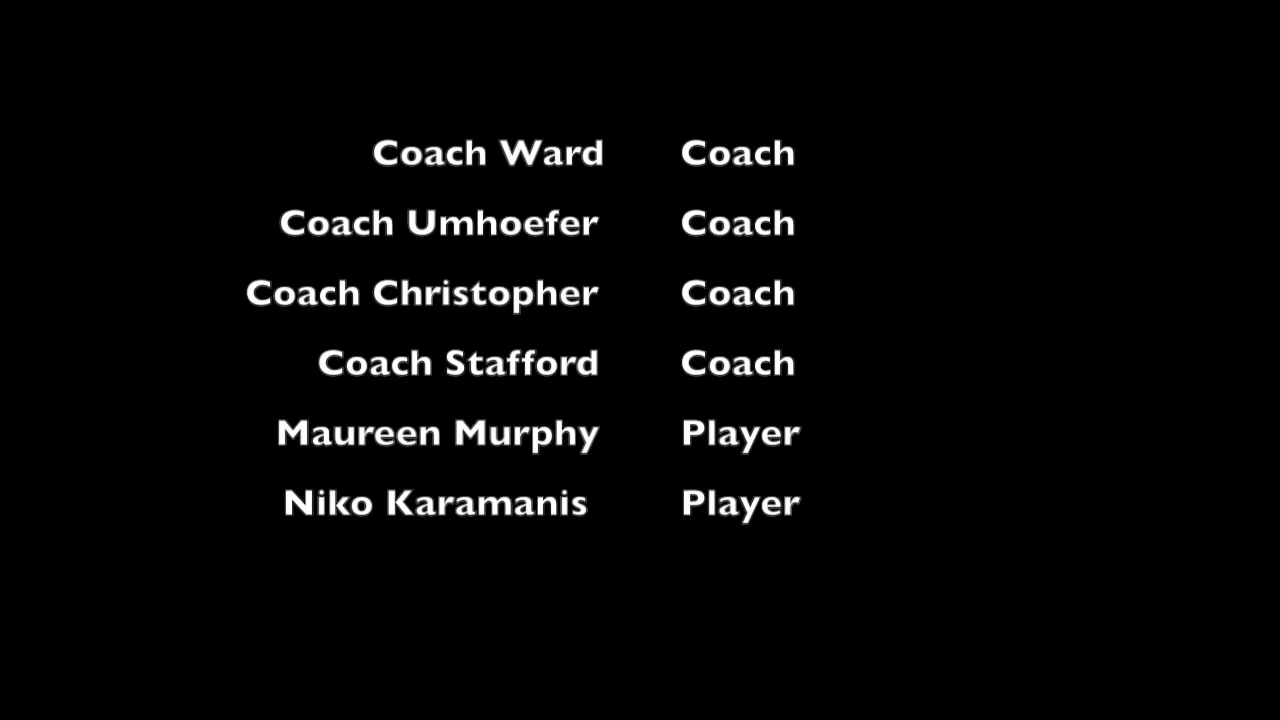 Coach Ward Coach
Coach Umhoefer Coach
Coach Christopher Coach
Coach Stafford Coach
Maureen Murphy Player
Niko Karamanis Player